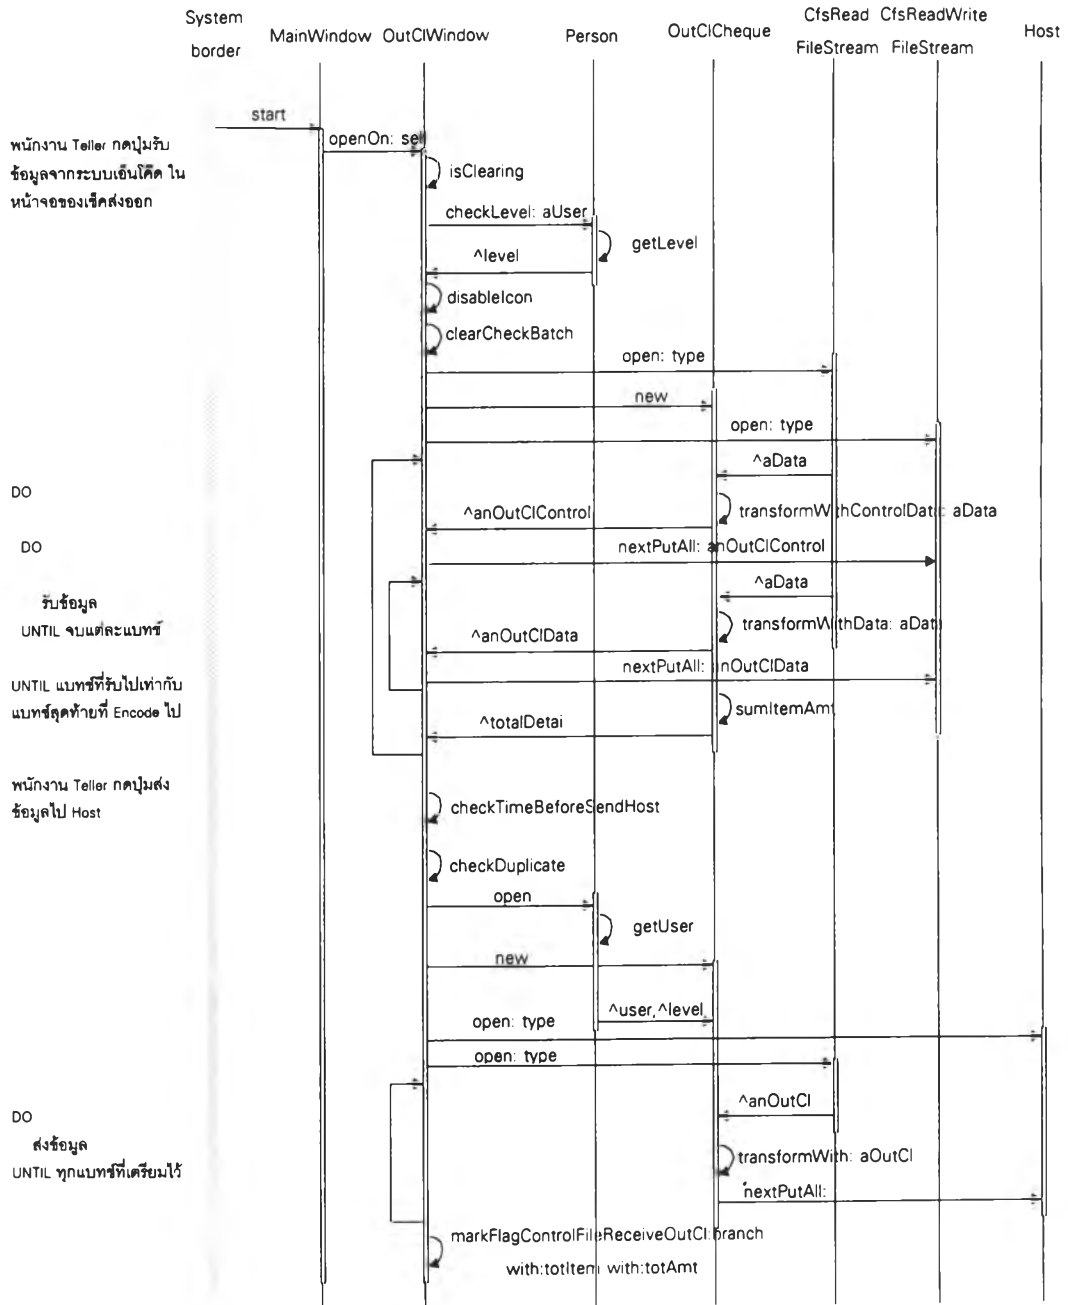 System
border
MainWindow
OutClWindow
Person
OutClCheque
CfsRead
FileStream
CfsReadWrite
FileStream
Host
start
พนักงาน Teller กดปุ่มรับ
ข้อมูลจากระบบเอ็นโค๊ด ใน
หน้าจอของเช็คส่งออก
openOn: self
isClearing
checkLevel: aUser
getLevel
^level
disableIcon
clearCheckBatch
open: type
new
open: type
^aData
DO
^anOutClControl
transformWithControlData: aData
DO
nextPutAll: anOutClControl
^aData
รับข้อมูล
UNTIL จบแต่ละแบทช์
^anOutClData
transformWithData: aData
nextPutAll: anOutClData
UNTIL แบทช์ที่รับไปเท่ากับ
แบทช์สุดท้ายที่ Encode ไป
sumItemAmt
^totalDetai
พนักงาน Teller กดปุ่มส่ง
ข้อมูลไป Host
checkTimeBeforeSendHost
checkDuplicate
open
getUser
new
^user,^level
open: type
open: type
^anOutCl
DO
ส่งข้อมูล
UNTIL ทุกแบทช์ที่เตรียมไว้
transformWith: aOutCl
nextPutAll:
markFlagControlFileReceiveOutCl:branch
with:totItem with:totAmt